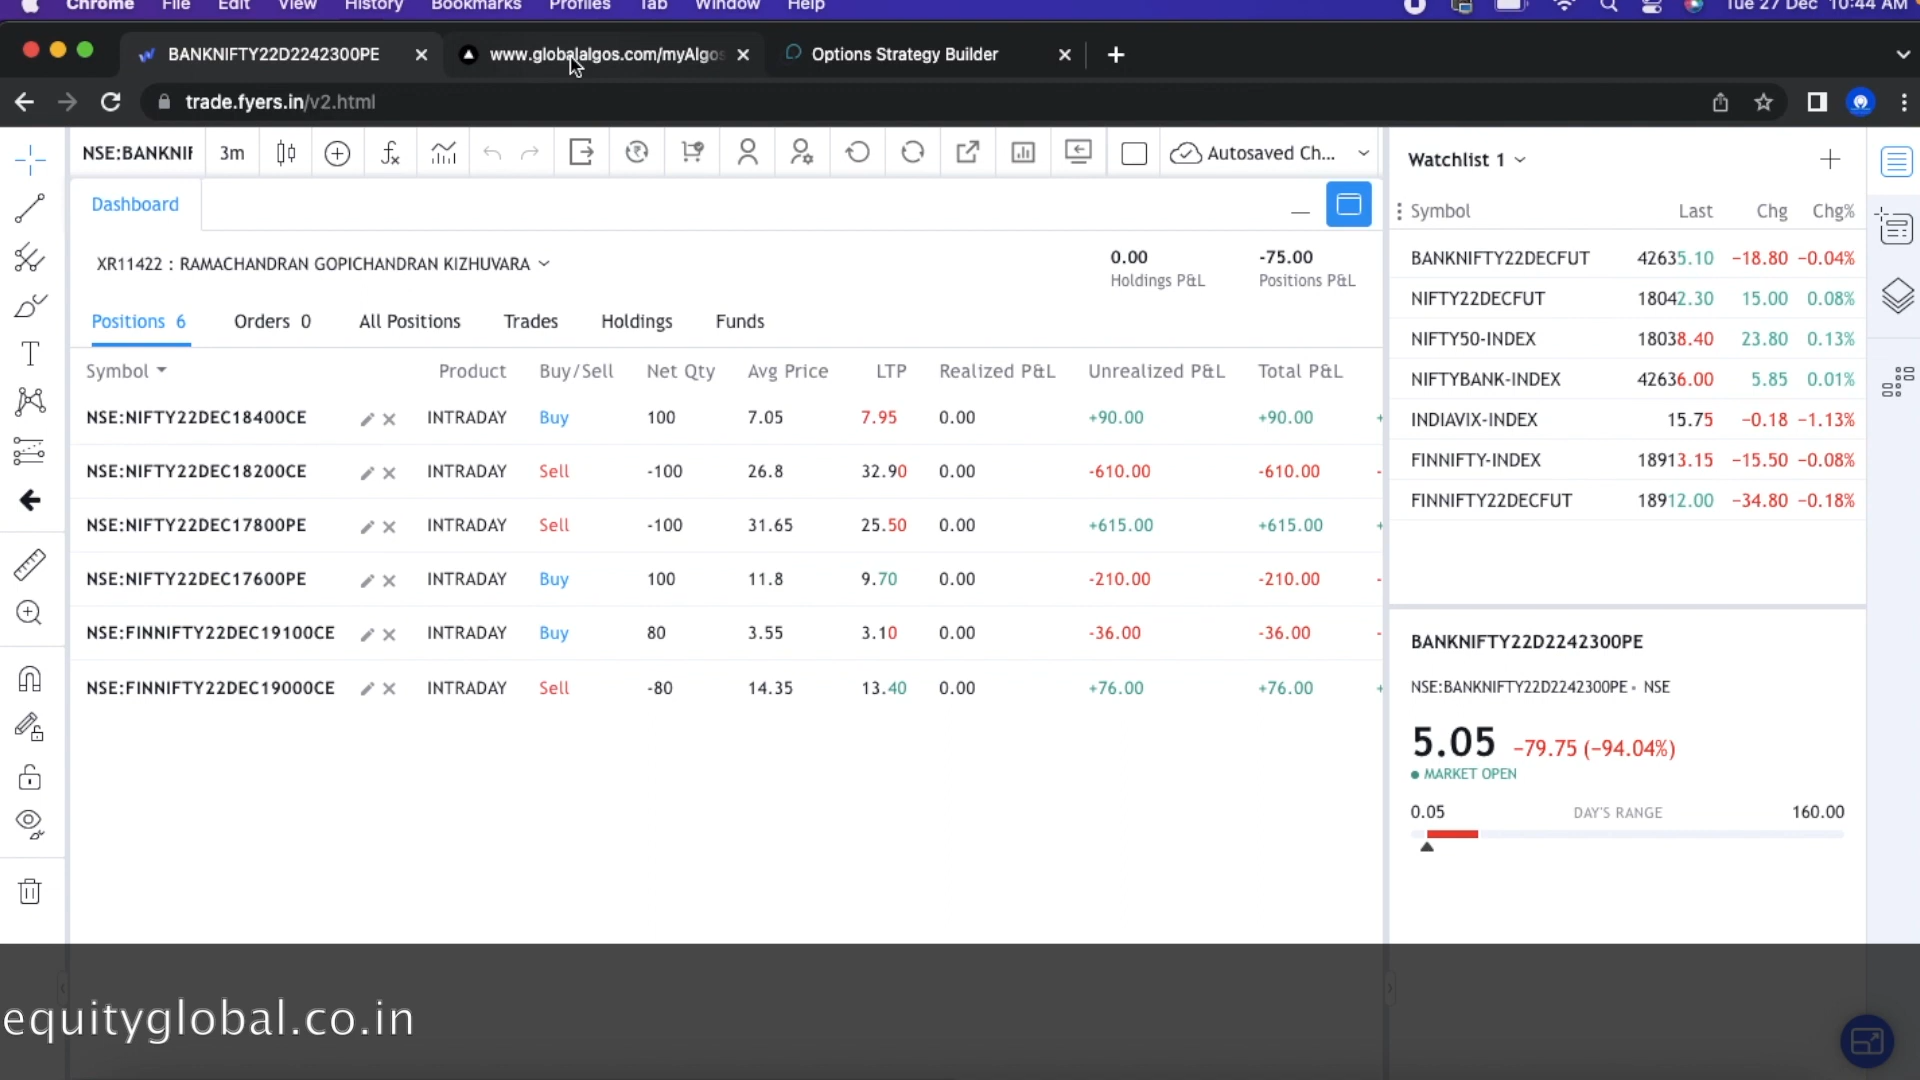 Chrome File Edit View History Bookmarks Profiles Tab Window Help Tue 27 Dec 10:44 AM
BANKNIFTY22D2242300PE www.globalalgos.com/myAlgos Options Strategy Builder
trade.fyers.in/v2.html
NSE:BANKNIF 3m Autosaved Ch...
Watchlist 1
Dashboard
Symbol Last Chg Chg%
XR11422 : RAMACHANDRAN GOPICHANDRAN KIZHUVARA
0.00 -75.00
Holdings P&L Positions P&L
BANKNIFTY22DECFUT 42635.10 −18.80 −0.04%
NIFTY22DECFUT 18042.30 15.00 0.08%
NIFTY50-INDEX 18038.40 23.80 0.13%
NIFTYBANK-INDEX 42636.00 5.85 0.01%
INDIAVIX-INDEX 15.75 −0.18 −1.13%
FINNIFTY-INDEX 18913.15 −15.50 −0.08%
FINNIFTY22DECFUT 18912.00 −34.80 −0.18%
Positions 6 Orders 0 All Positions Trades Holdings Funds
Symbol Product Buy/Sell Net Qty Avg Price LTP Realized P&L Unrealized P&L Total P&L
NSE:NIFTY22DEC18400CE INTRADAY Buy 100 7.05 7.95 0.00 +90.00 +90.00 +
NSE:NIFTY22DEC18200CE INTRADAY Sell -100 26.8 32.90 0.00 -610.00 -610.00 -
NSE:NIFTY22DEC17800PE INTRADAY Sell -100 31.65 25.50 0.00 +615.00 +615.00 +
NSE:NIFTY22DEC17600PE INTRADAY Buy 100 11.8 9.70 0.00 -210.00 -210.00 -
NSE:FINNIFTY22DEC19100CE INTRADAY Buy 80 3.55 3.10 0.00 -36.00 -36.00 -
NSE:FINNIFTY22DEC19000CE INTRADAY Sell -80 14.35 13.40 0.00 +76.00 +76.00 +
BANKNIFTY22D2242300PE
NSE:BANKNIFTY22D2242300PE • NSE
5.05 −79.75 (−94.04%)
MARKET OPEN
0.05 DAY'S RANGE 160.00
equityglobal.co.in